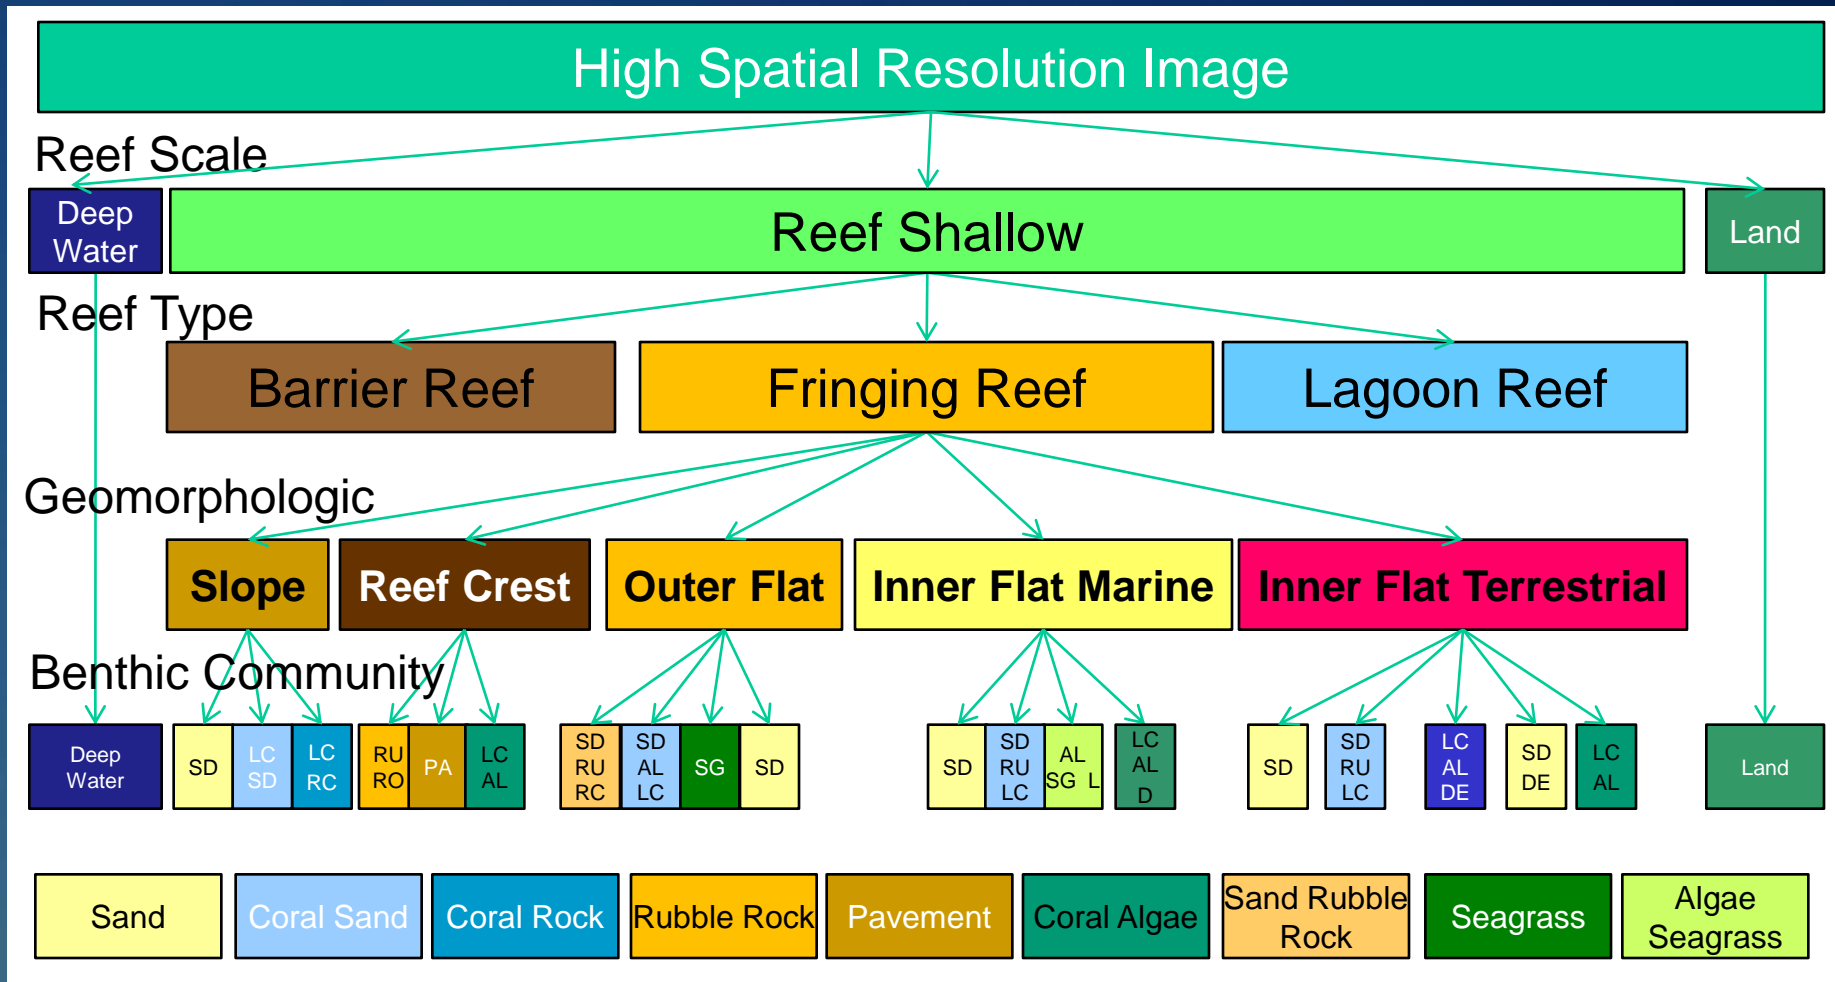 High Spatial Resolution Image
Reef Scale
Deep
Water
Reef Shallow
Land
Reef Type
Barrier Reef
Fringing Reef
Lagoon Reef
Geomorphologic
Slope
Reef Crest
Outer Flat
Inner Flat Marine
Inner Flat Terrestrial
Benthic Community
Deep
Water
SD
LC
SD
LC
RC
RU
RO
PA
LC
AL
SD
RU
RC
SD
AL
LC
SG
SD
SD
SD
RU
LC
AL
SG L
LC
AL
D
SD
SD
RU
LC
LC
AL
DE
SD
DE
LC
AL
Land
Sand
Coral Sand
Coral Rock
Rubble Rock
Pavement
Coral Algae
Sand Rubble
Rock
Seagrass
Algae
Seagrass